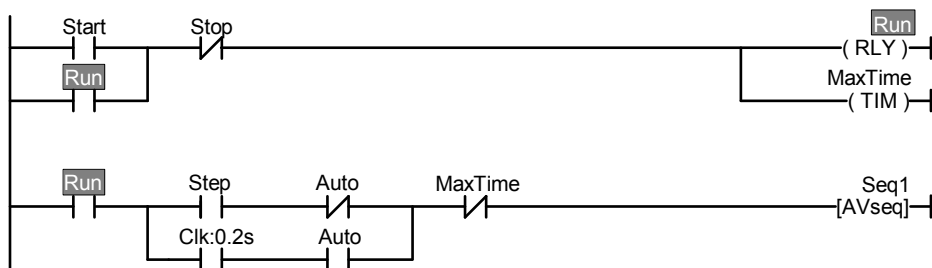 Start Stop Run
( RLY )
Run MaxTime
( TIM )
Run Step Auto MaxTime Seq1
[AVseq]
Clk:0.2s Auto